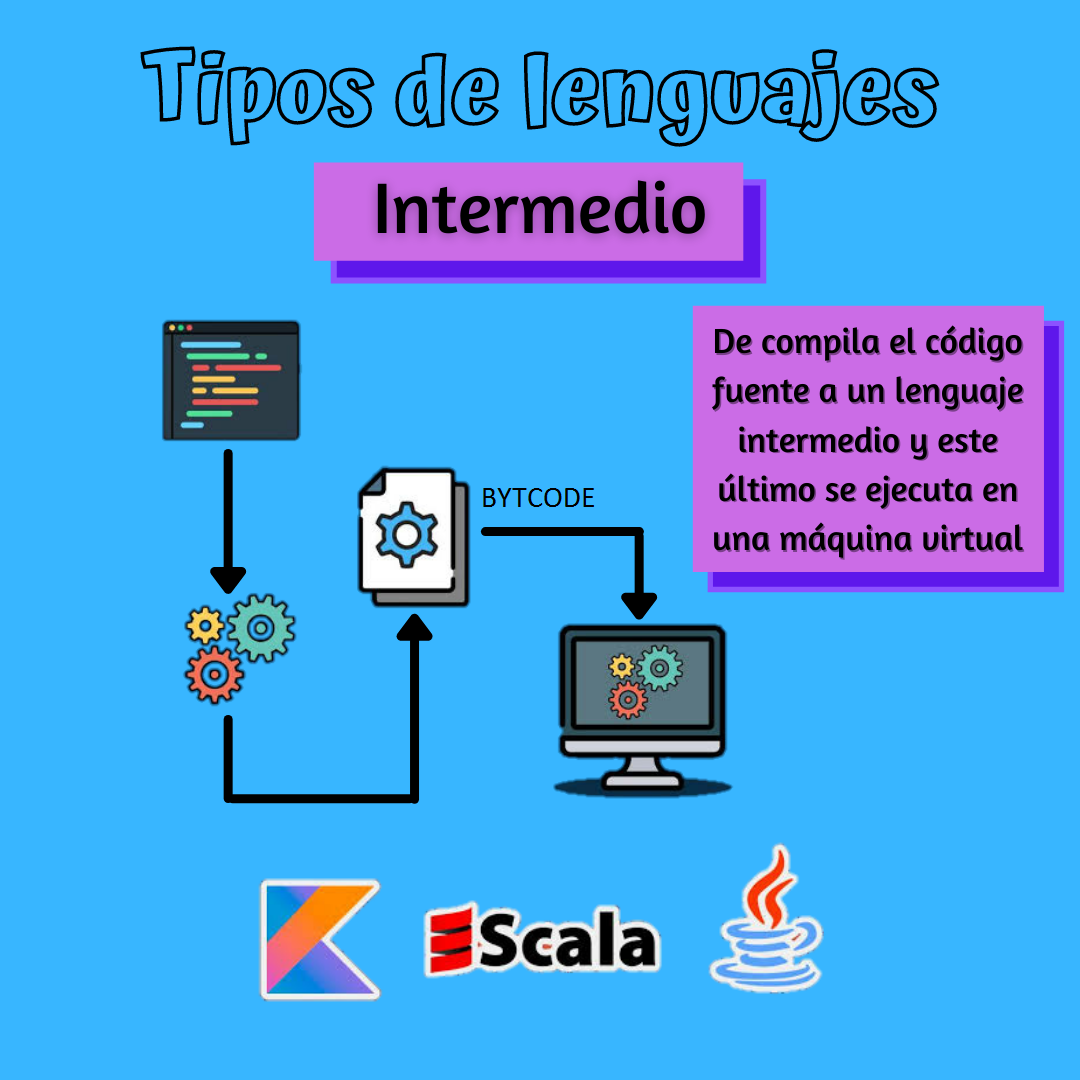 Tipos de lenguajes
Intermedio
De compila el código
fuente a un lenguaje
intermedio y este
último se ejecuta en
una máquina virtual
BYTCODE
Scala